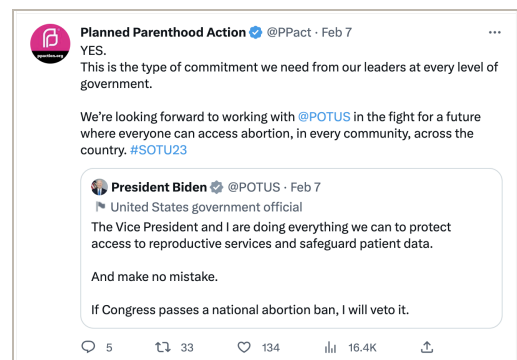 Planned Parenthood Action @PPact · Feb 7
YES.
This is the type of commitment we need from our leaders at every level of
government.
We’re looking forward to working with @POTUS in the fight for a future
where everyone can access abortion, in every community, across the
country. #SOTU23
President Biden @POTUS · Feb 7
United States government official
The Vice President and I are doing everything we can to protect
access to reproductive services and safeguard patient data.
And make no mistake.
If Congress passes a national abortion ban, I will veto it.
5 33 134 16.4K